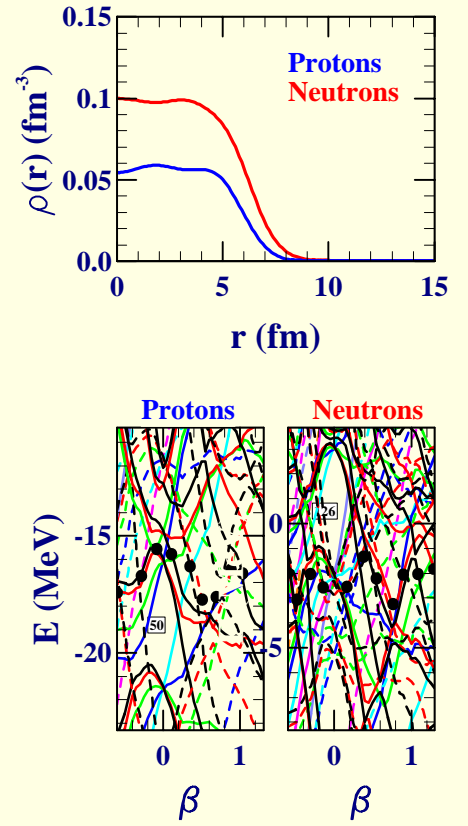 ρ(r) (fm⁻³)
0.15
0.1
0.05
0.0
Protons
Neutrons
0 5 10 15
r (fm)
Protons Neutrons
E (MeV)
-15
-20
50
0
-5
26
0 1
0 1
β β